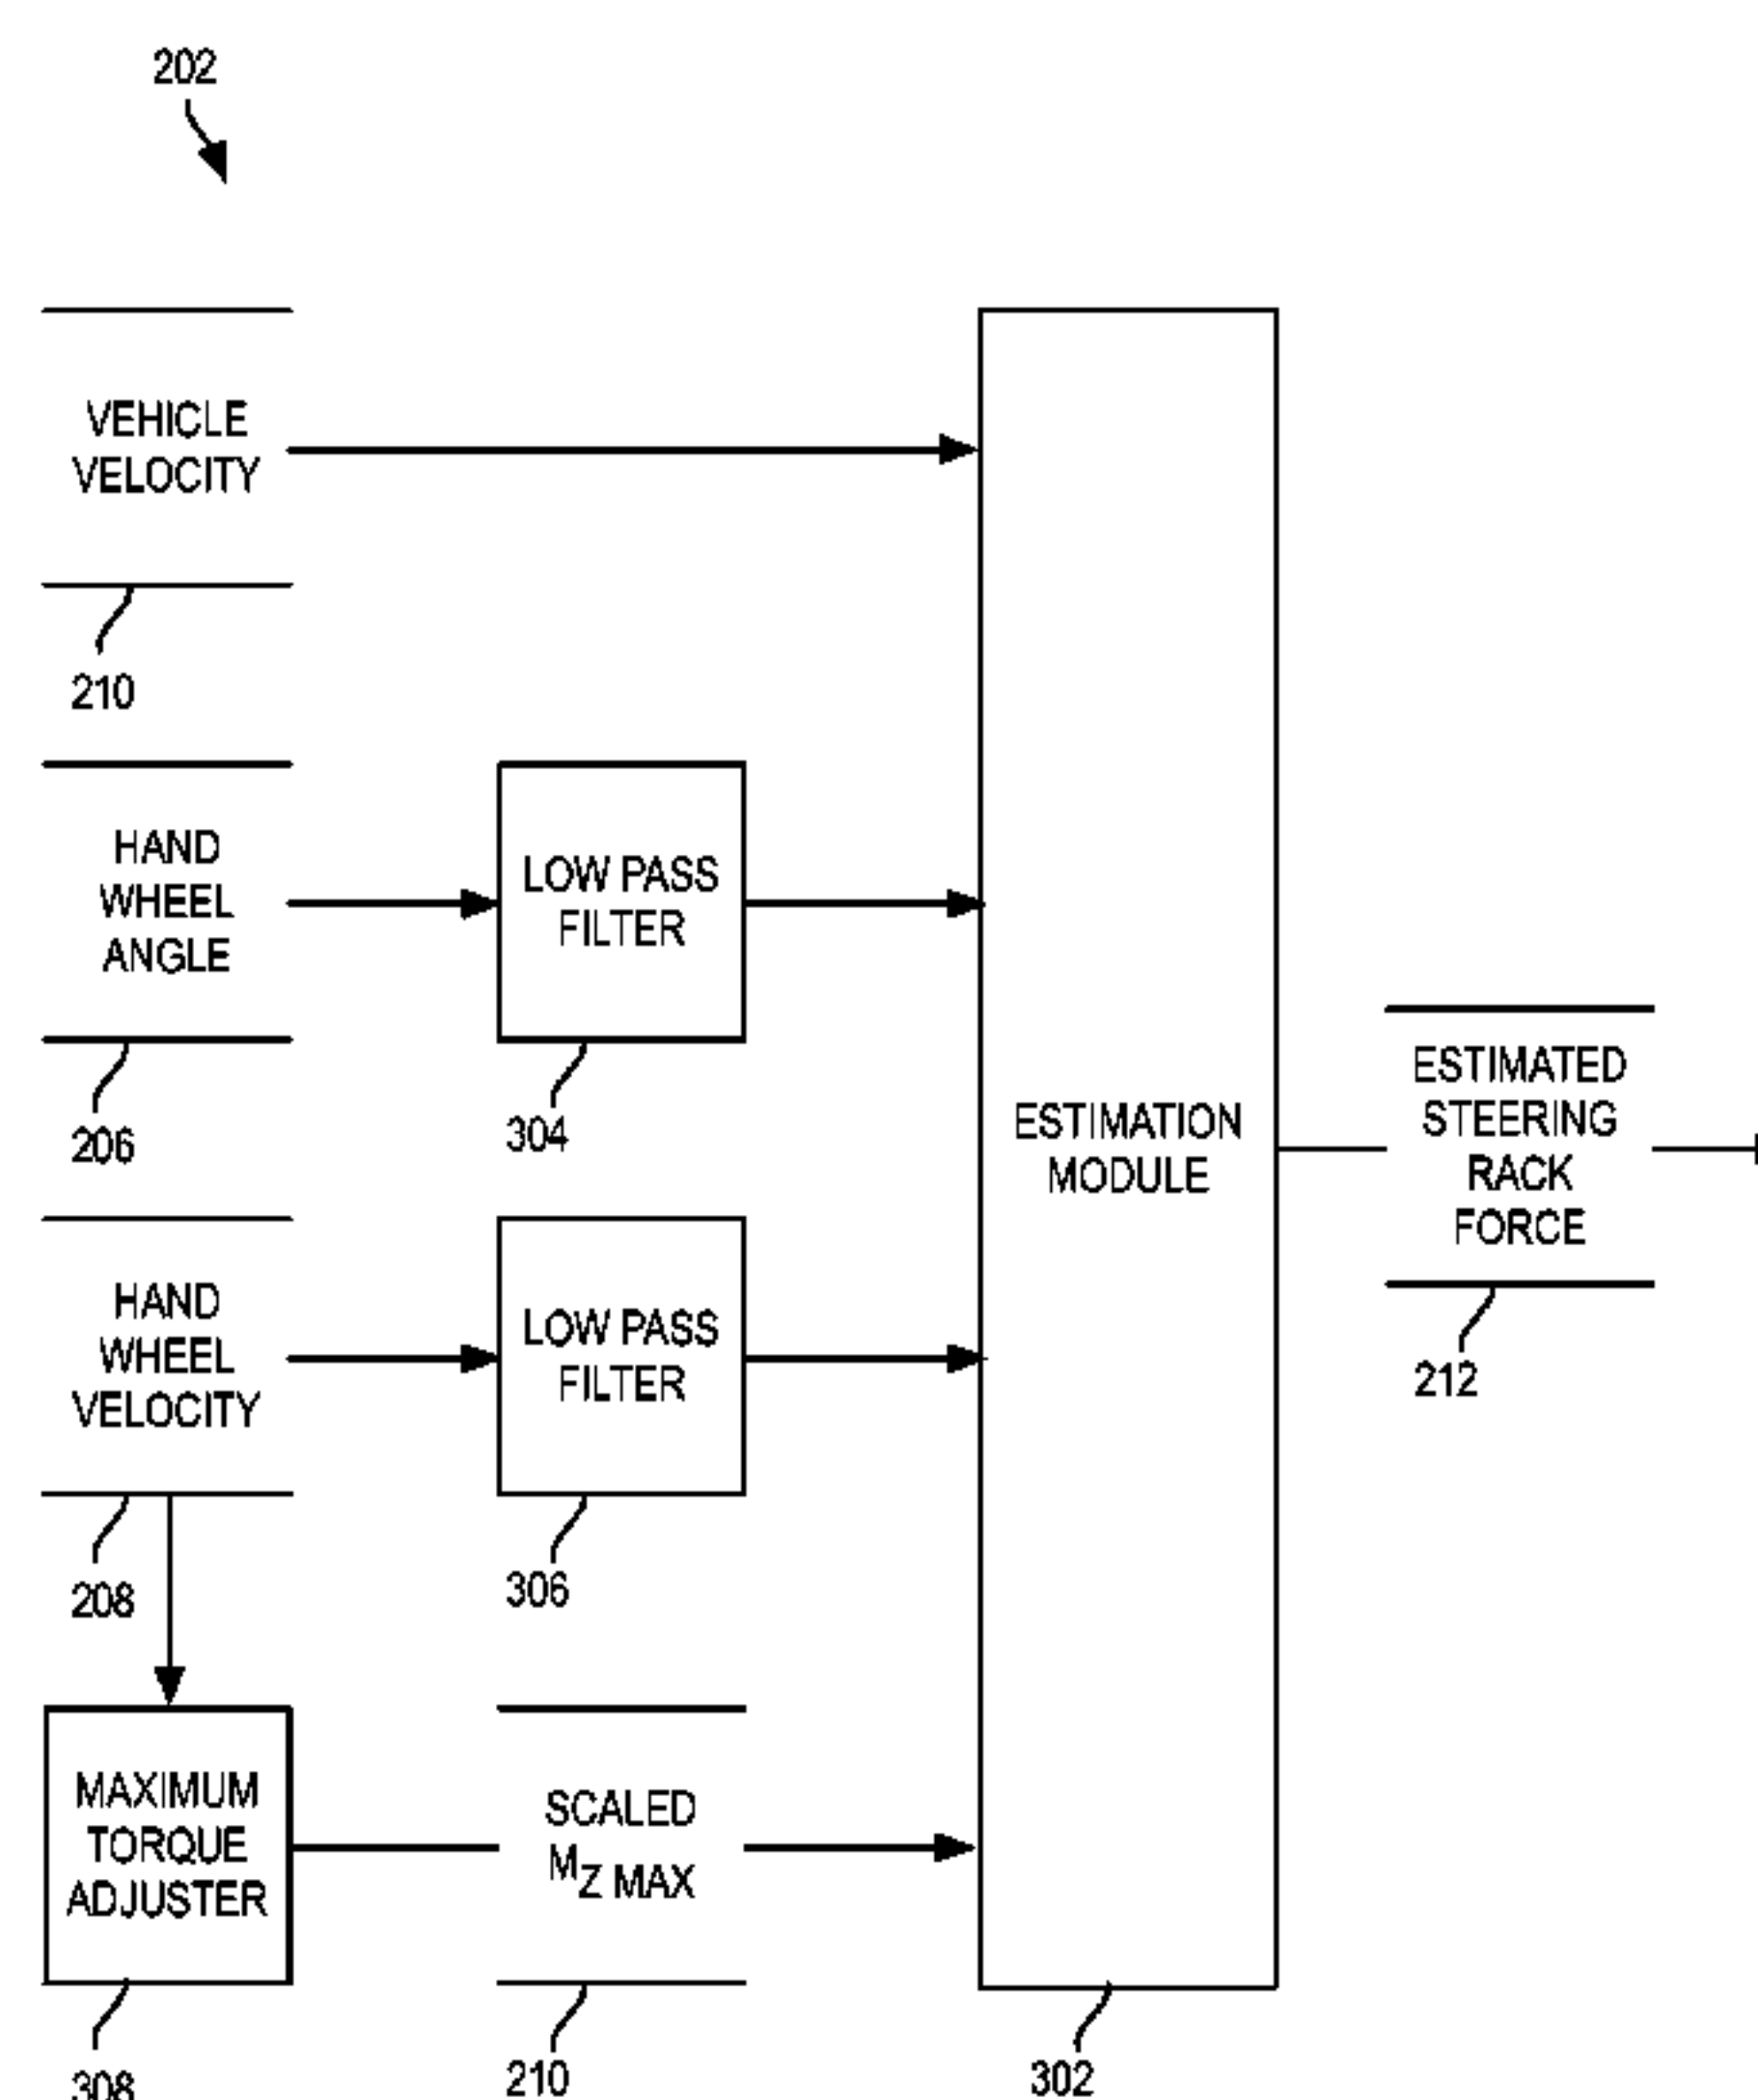 202
VEHICLE
VELOCITY
210
HAND
WHEEL
ANGLE
206
LOW PASS
FILTER
304
HAND
WHEEL
VELOCITY
208
LOW PASS
FILTER
306
MAXIMUM
TORQUE
ADJUSTER
308
SCALED
MZ MAX
210
ESTIMATION
MODULE
302
ESTIMATED
STEERING
RACK
FORCE
212